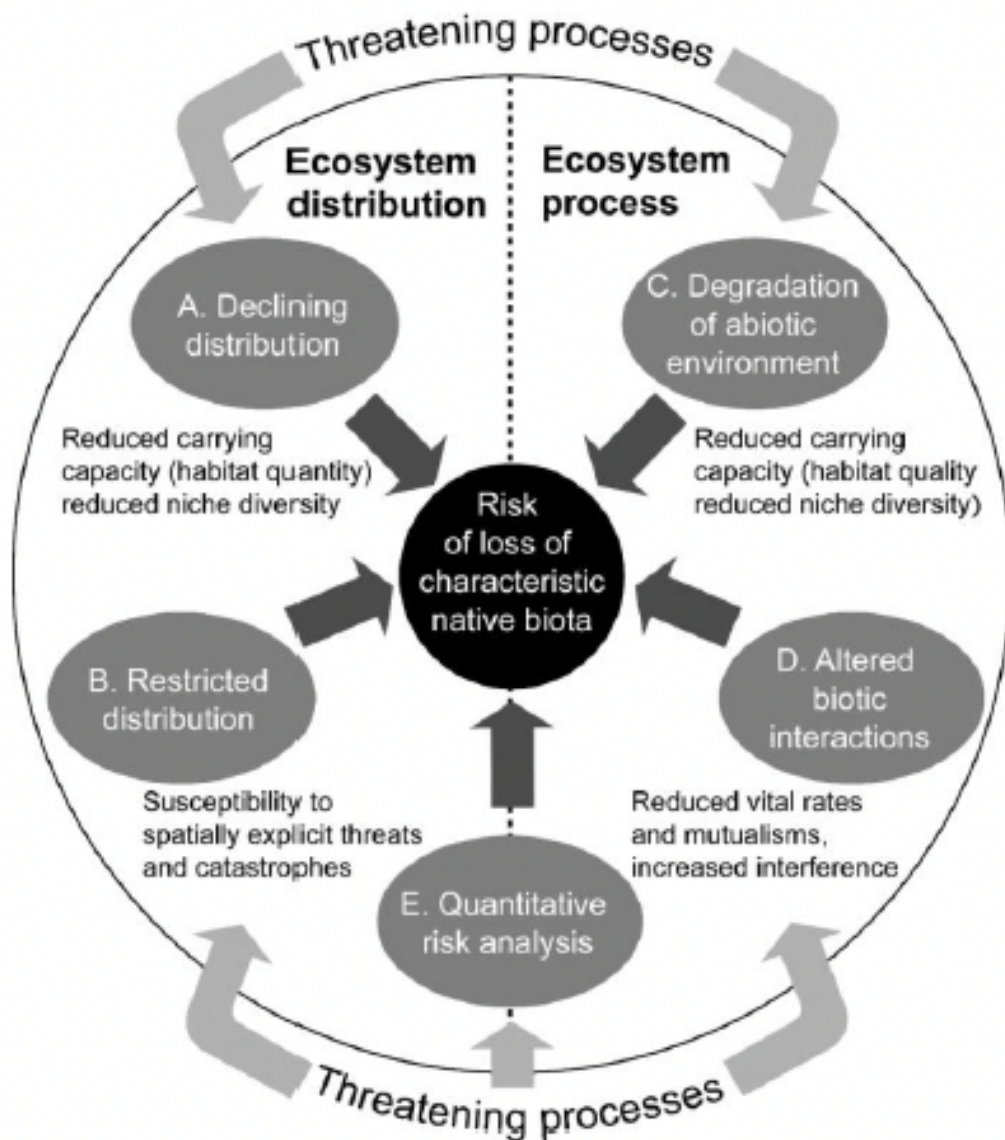 Threatening processes
Ecosystem
distribution
Ecosystem
process
A. Declining
distribution
C. Degradation
of abiotic
environment
Reduced carrying
capacity (habitat quantity)
reduced niche diversity
Reduced carrying
capacity (habitat quality
reduced niche diversity)
Risk
of loss of
characteristic
native biota
B. Restricted
distribution
D. Altered
biotic
interactions
Susceptibility to
spatially explicit threats
and catastrophes
Reduced vital rates
and mutualisms,
increased interference
E. Quantitative
risk analysis
Threatening processes